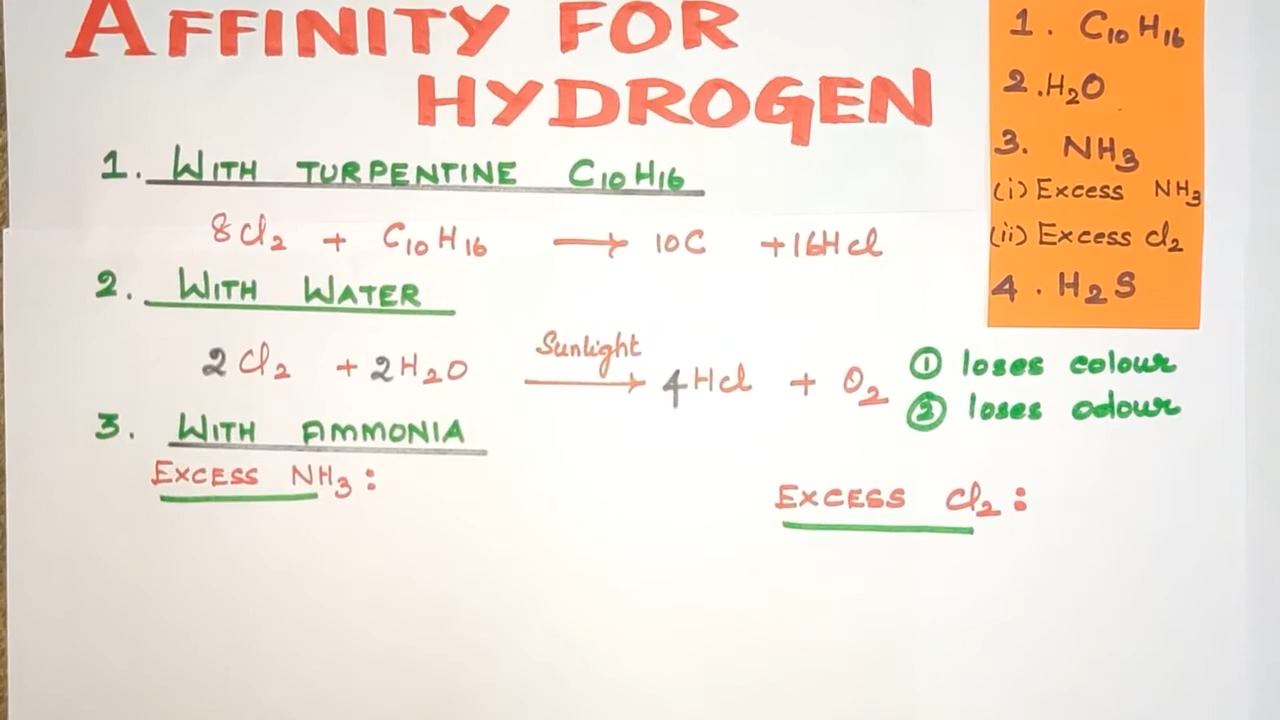 AFFINITY FOR
HYDROGEN
1. WITH TURPENTINE C₁₀H₁₆
8Cl₂ + C₁₀H₁₆ ⟶ 10C +16HCl
2. WITH WATER
2Cl₂ + 2H₂O Sunlight ⟶ 4HCl + O₂
① loses colour
② loses odour
3. WITH AMMONIA
EXCESS NH₃:
EXCESS Cl₂:
1. C₁₀H₁₆
2.H₂O
3. NH₃
(i) Excess NH₃
(ii) Excess Cl₂
4. H₂S